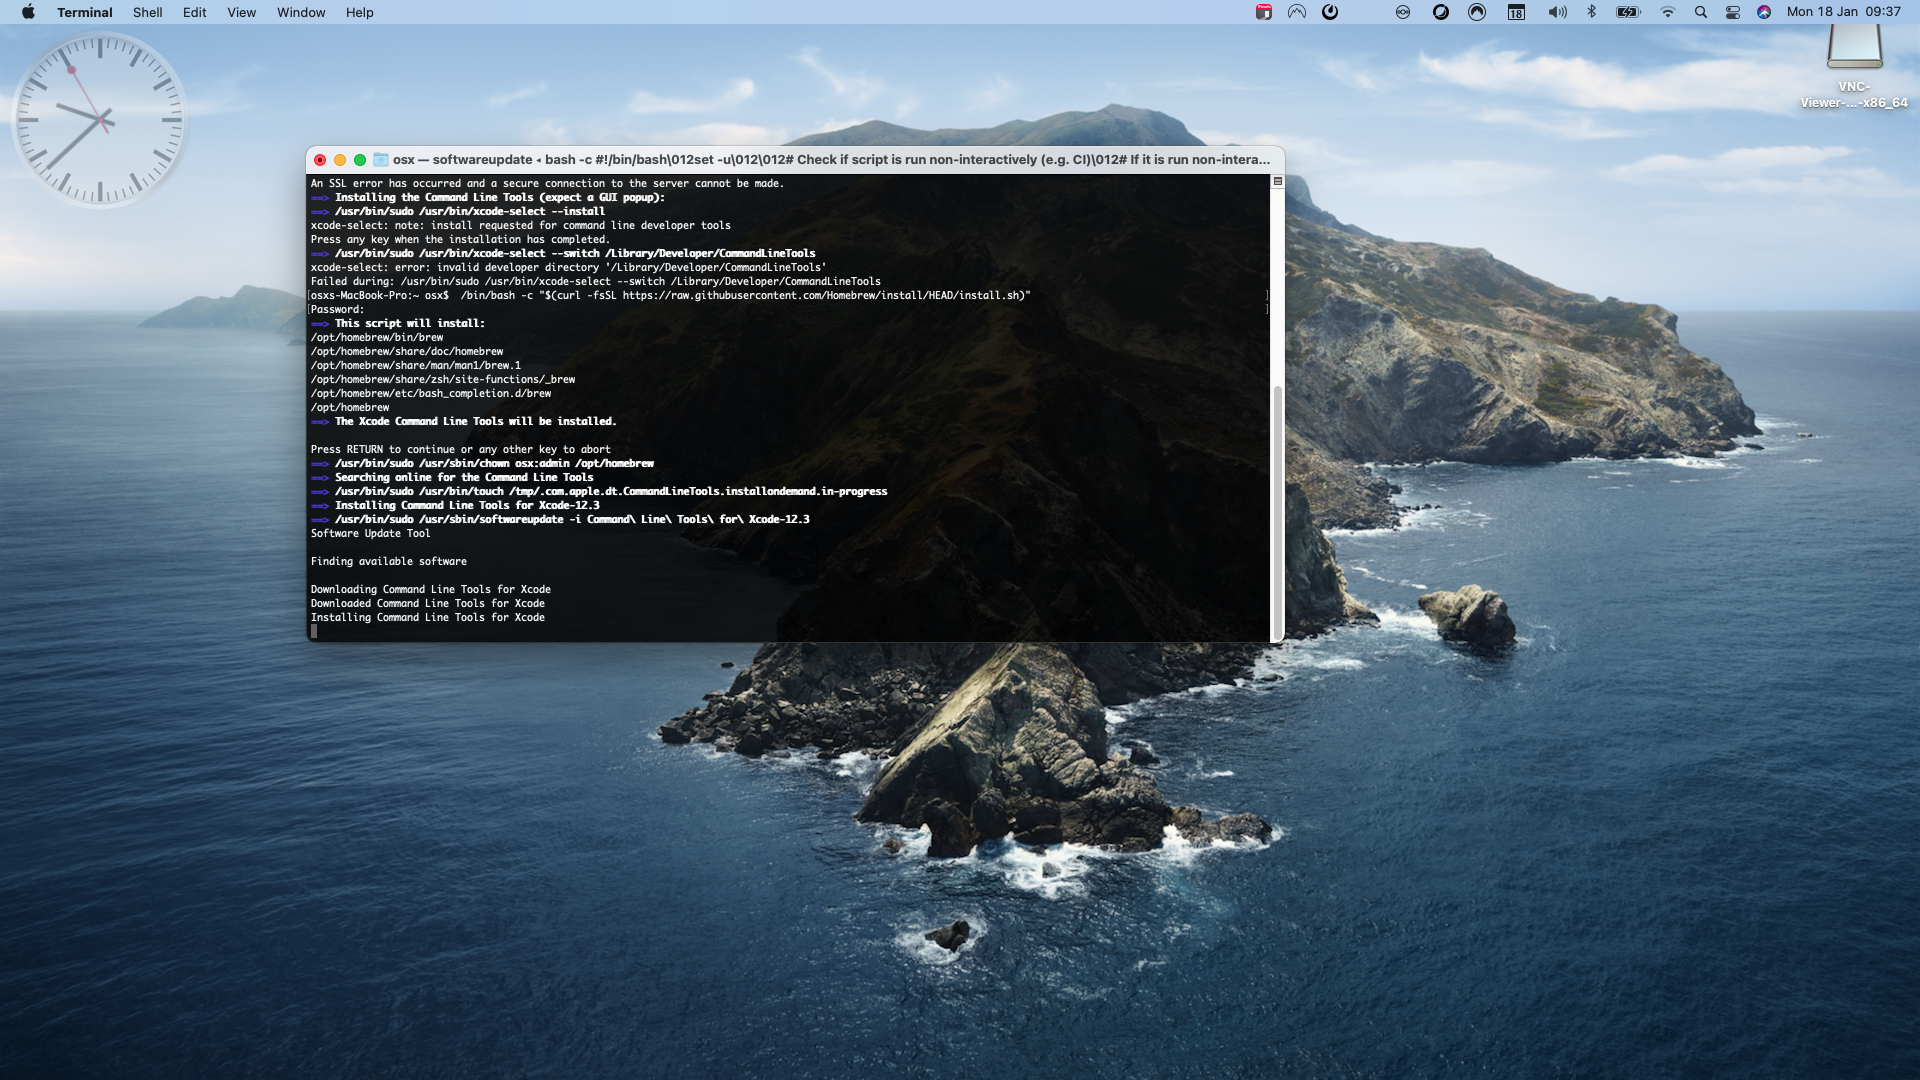 Terminal Shell Edit View Window Help
18
Mon 18 Jan 09:37
VNC-
Viewer-...-x86_64
osx — softwareupdate ◂ bash -c #!/bin/bash\012set -u\012\012# Check if script is run non-interactively (e.g. CI)\012# If it is run non-intera...
An SSL error has occurred and a secure connection to the server cannot be made.
==> Installing the Command Line Tools (expect a GUI popup):
==> /usr/bin/sudo /usr/bin/xcode-select --install
xcode-select: note: install requested for command line developer tools
Press any key when the installation has completed.
==> /usr/bin/sudo /usr/bin/xcode-select --switch /Library/Developer/CommandLineTools
xcode-select: error: invalid developer directory '/Library/Developer/CommandLineTools'
Failed during: /usr/bin/sudo /usr/bin/xcode-select --switch /Library/Developer/CommandLineTools
[osxs-MacBook-Pro:~ osx$  /bin/bash -c "$(curl -fsSL https://raw.githubusercontent.com/Homebrew/install/HEAD/install.sh)" ]
[Password: ]
==> This script will install:
/opt/homebrew/bin/brew
/opt/homebrew/share/doc/homebrew
/opt/homebrew/share/man/man1/brew.1
/opt/homebrew/share/zsh/site-functions/_brew
/opt/homebrew/etc/bash_completion.d/brew
/opt/homebrew
==> The Xcode Command Line Tools will be installed.
Press RETURN to continue or any other key to abort
==> /usr/bin/sudo /usr/sbin/chown osx:admin /opt/homebrew
==> Searching online for the Command Line Tools
==> /usr/bin/sudo /usr/bin/touch /tmp/.com.apple.dt.CommandLineTools.installondemand.in-progress
==> Installing Command Line Tools for Xcode-12.3
==> /usr/bin/sudo /usr/sbin/softwareupdate -i Command\ Line\ Tools\ for\ Xcode-12.3
Software Update Tool
Finding available software
Downloading Command Line Tools for Xcode
Downloaded Command Line Tools for Xcode
Installing Command Line Tools for Xcode